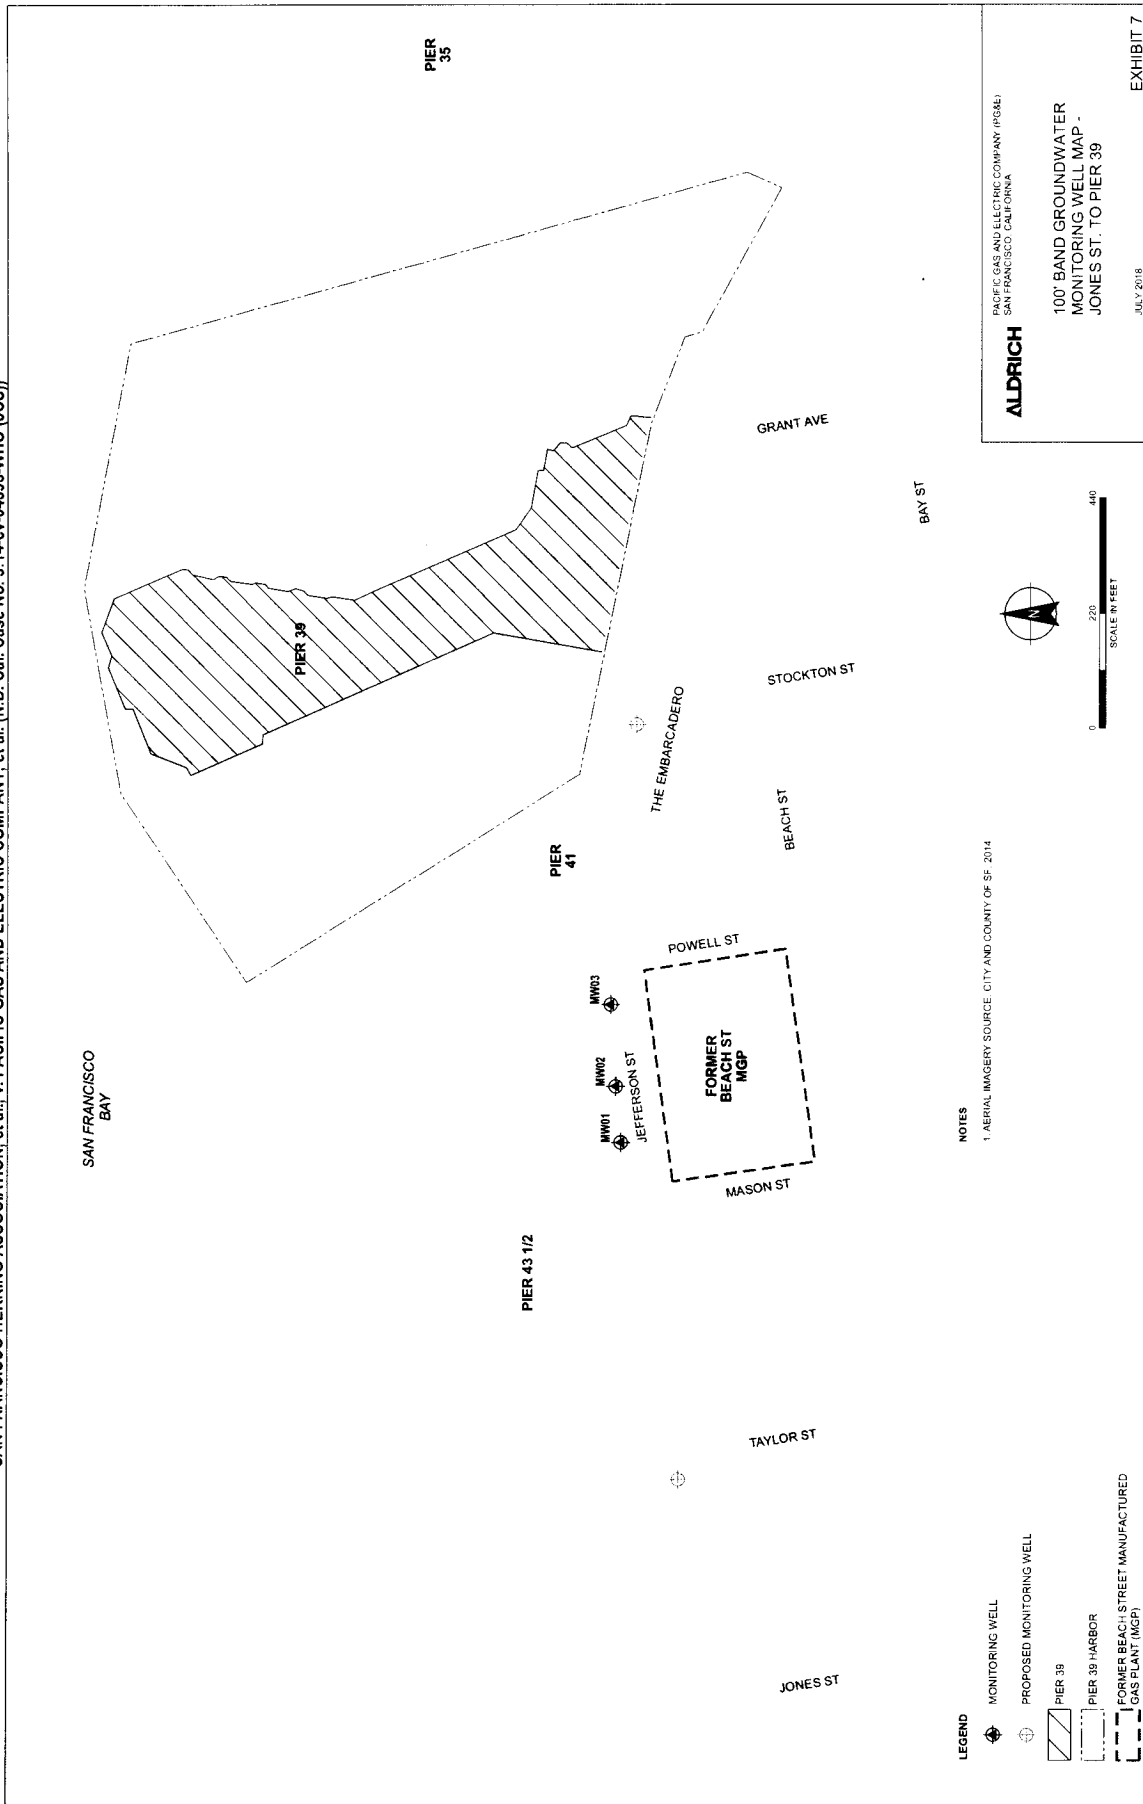 SAN FRANCISCO
BAY
PIER
35
PIER 39
PIER
41
PIER 43 1/2
MW01
MW02
MW03
JEFFERSON ST
POWELL ST
FORMER
BEACH ST
MGP
MASON ST
THE EMBARCADERO
BEACH ST
STOCKTON ST
GRANT AVE
BAY ST
TAYLOR ST
JONES ST
LEGEND
MONITORING WELL
PROPOSED MONITORING WELL
PIER 39
PIER 39 HARBOR
FORMER BEACH STREET MANUFACTURED
GAS PLANT (MGP)
NOTES
1. AERIAL IMAGERY SOURCE: CITY AND COUNTY OF SF, 2014
N
0 220 440
SCALE IN FEET
ALDRICH
PACIFIC GAS AND ELECTRIC COMPANY (PG&E)
SAN FRANCISCO, CALIFORNIA
100' BAND GROUNDWATER
MONITORING WELL MAP -
JONES ST. TO PIER 39
JULY 2018
EXHIBIT 7